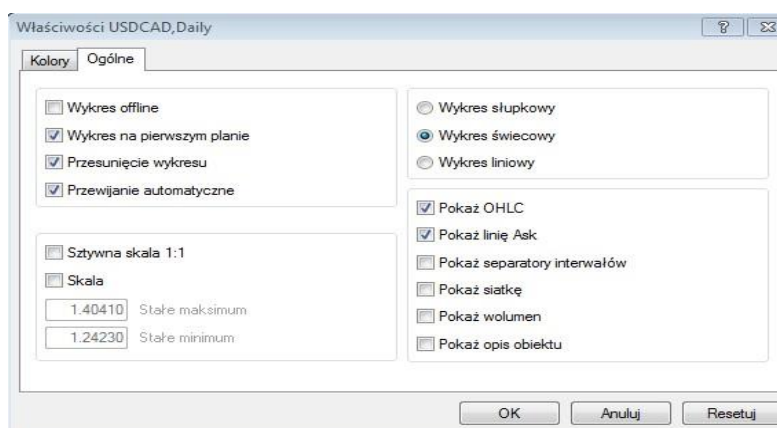 Właściwości USDCAD,Daily
Kolory
Ogólne
Wykres offline
Wykres na pierwszym planie
Przesunięcie wykresu
Przewijanie automatyczne
Sztywna skala 1:1
Skala
1.40410 Stałe maksimum
1.24230 Stałe minimum
Wykres słupkowy
Wykres świecowy
Wykres liniowy
Pokaż OHLC
Pokaż linię Ask
Pokaż separatory interwałów
Pokaż siatkę
Pokaż wolumen
Pokaż opis obiektu
OK
Anuluj
Resetuj